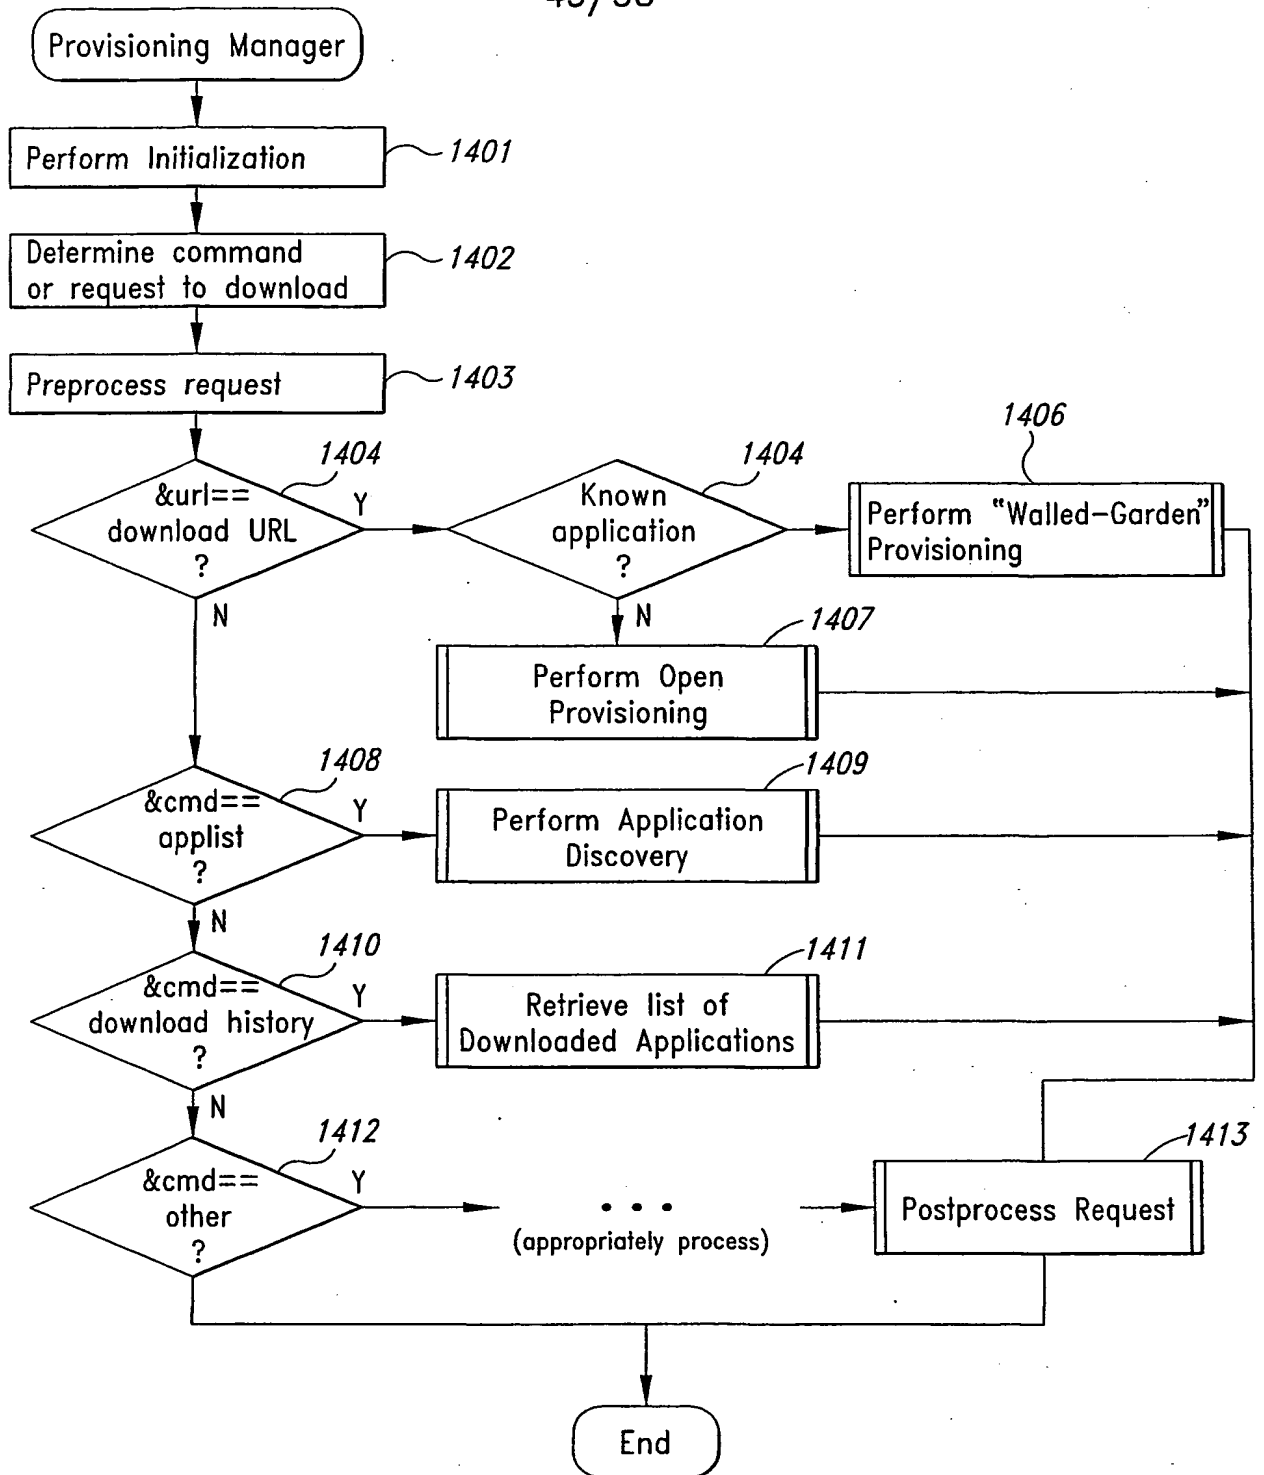 Provisioning Manager
Perform Initialization
1401
Determine command
or request to download
1402
Preprocess request
1403
1404
&url==
download URL
?
Y
N
1404
Known
application
?
N
1406
Perform "Walled-Garden"
Provisioning
1407
Perform Open
Provisioning
1408
&cmd==
applist
?
Y
N
1409
Perform Application
Discovery
1410
&cmd==
download history
?
Y
N
1411
Retrieve list of
Downloaded Applications
1412
&cmd==
other
?
Y
• • •
(appropriately process)
1413
Postprocess Request
End